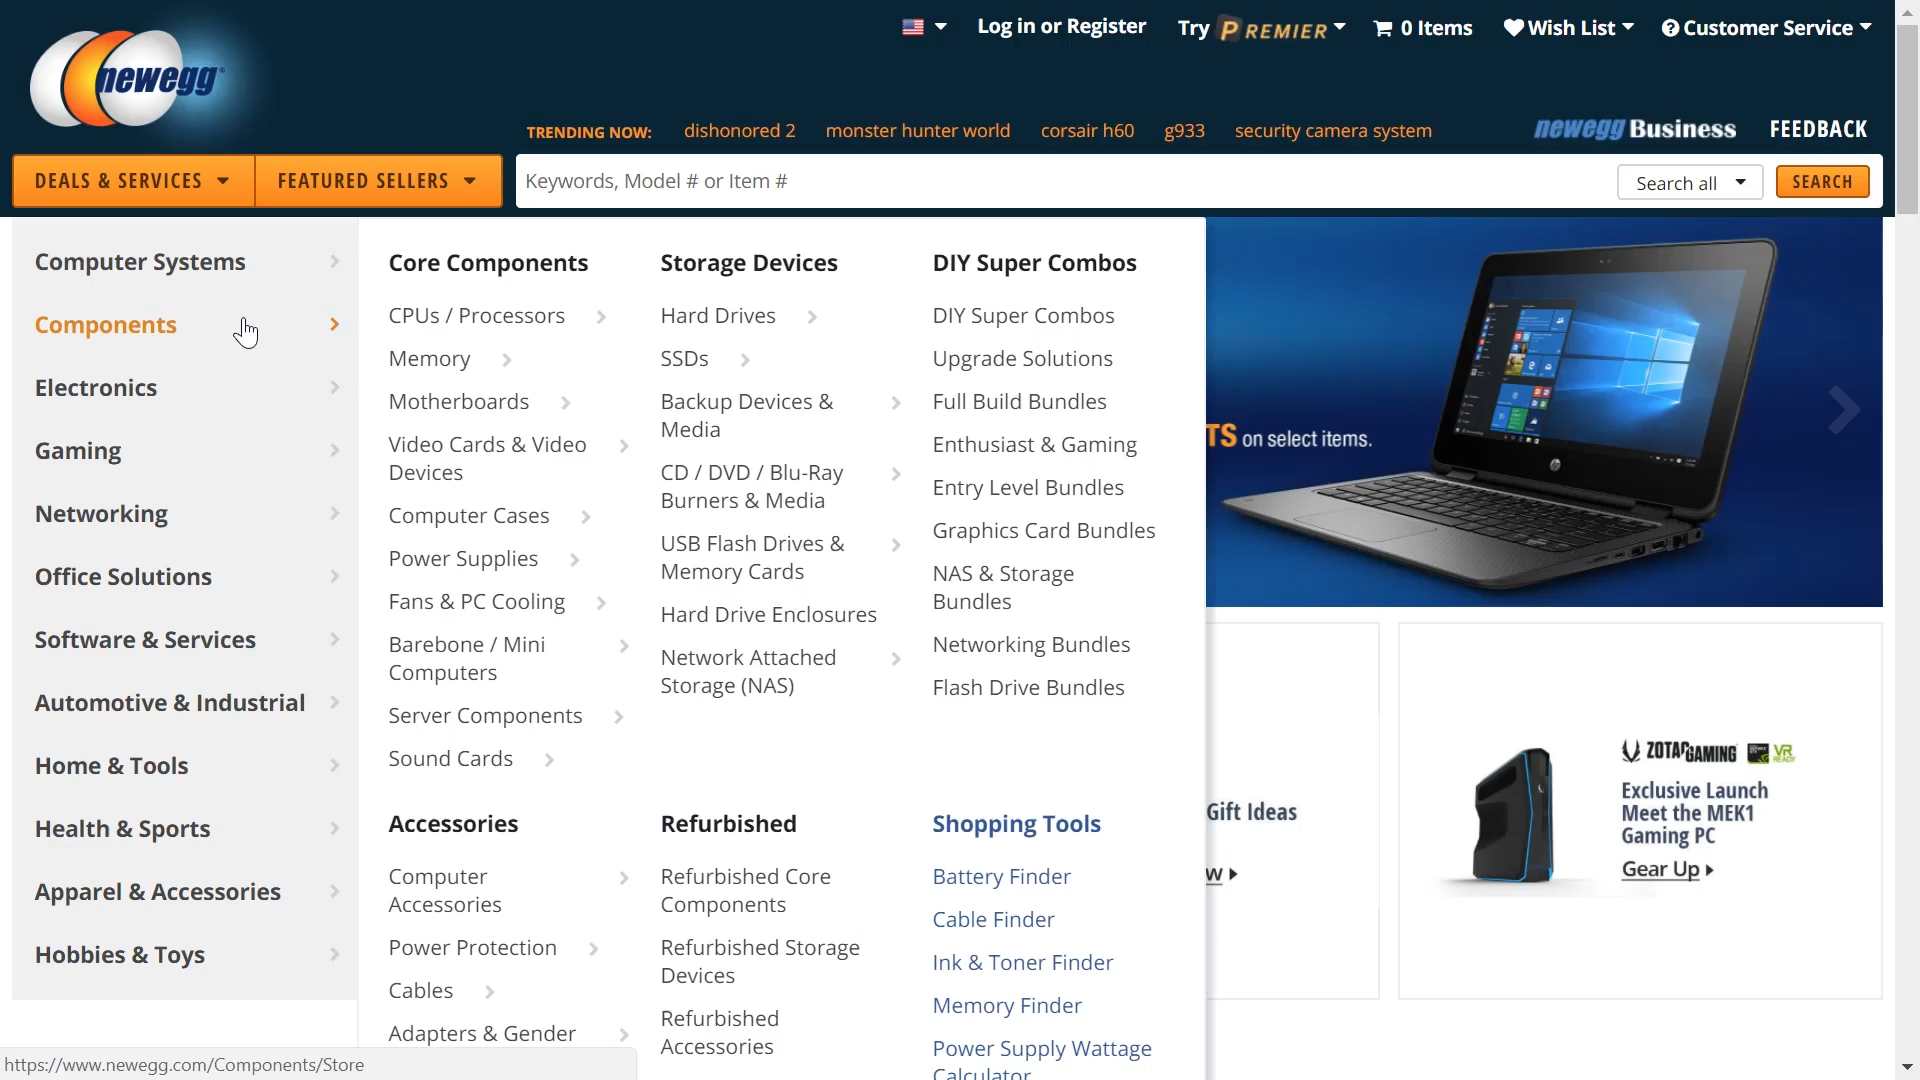 Log in or Register
Try PREMIER
0 Items
Wish List
Customer Service
newegg
TRENDING NOW:
dishonored 2
monster hunter world
corsair h60
g933
security camera system
newegg Business
FEEDBACK
DEALS & SERVICES
FEATURED SELLERS
Keywords, Model # or Item #
Search all
SEARCH
Computer Systems
Components
Electronics
Gaming
Networking
Office Solutions
Software & Services
Automotive & Industrial
Home & Tools
Health & Sports
Apparel & Accessories
Hobbies & Toys
Core Components
CPUs / Processors
Memory
Motherboards
Video Cards & Video
Devices
Computer Cases
Power Supplies
Fans & PC Cooling
Barebone / Mini
Computers
Server Components
Sound Cards
Storage Devices
Hard Drives
SSDs
Backup Devices &
Media
CD / DVD / Blu-Ray
Burners & Media
USB Flash Drives &
Memory Cards
Hard Drive Enclosures
Network Attached
Storage (NAS)
DIY Super Combos
DIY Super Combos
Upgrade Solutions
Full Build Bundles
Enthusiast & Gaming
Entry Level Bundles
Graphics Card Bundles
NAS & Storage
Bundles
Networking Bundles
Flash Drive Bundles
Accessories
Computer
Accessories
Power Protection
Cables
Adapters & Gender
Refurbished
Refurbished Core
Components
Refurbished Storage
Devices
Refurbished
Accessories
Shopping Tools
Battery Finder
Cable Finder
Ink & Toner Finder
Memory Finder
Power Supply Wattage
Calculator
TS on select items.
hp
Gift Ideas
w
ZOTAC GAMING
VR READY
Exclusive Launch
Meet the MEK1
Gaming PC
Gear Up
https://www.newegg.com/Components/Store